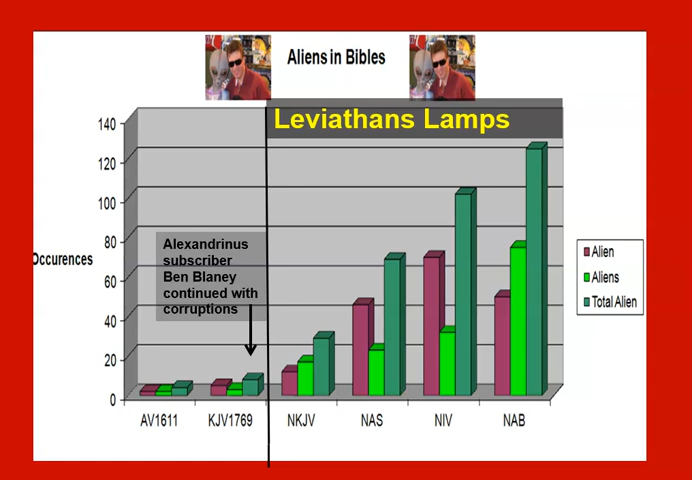 Aliens in Bibles
Leviathans Lamps
140
120
100
80
60
40
20
0
Occurences
Alexandrinus
subscriber
Ben Blaney
continued with
corruptions
Alien
Aliens
Total Alien
AV1611 KJV1769 NKJV NAS NIV NAB